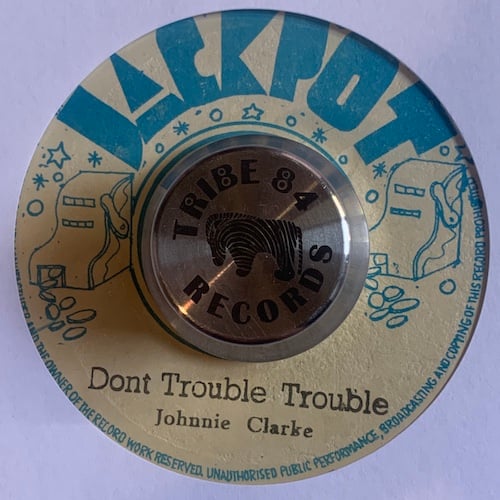 JACKPOT
TRIBE 84
RECORDS
Dont Trouble Trouble
Johnnie Clarke
AND THE OWNER OF THE RECORD WORK RESERVED, UNAUTHORISED PUBLIC PERFORMANCE, BROADCASTING AND COPYING OF THIS RECORD PROHIBITED